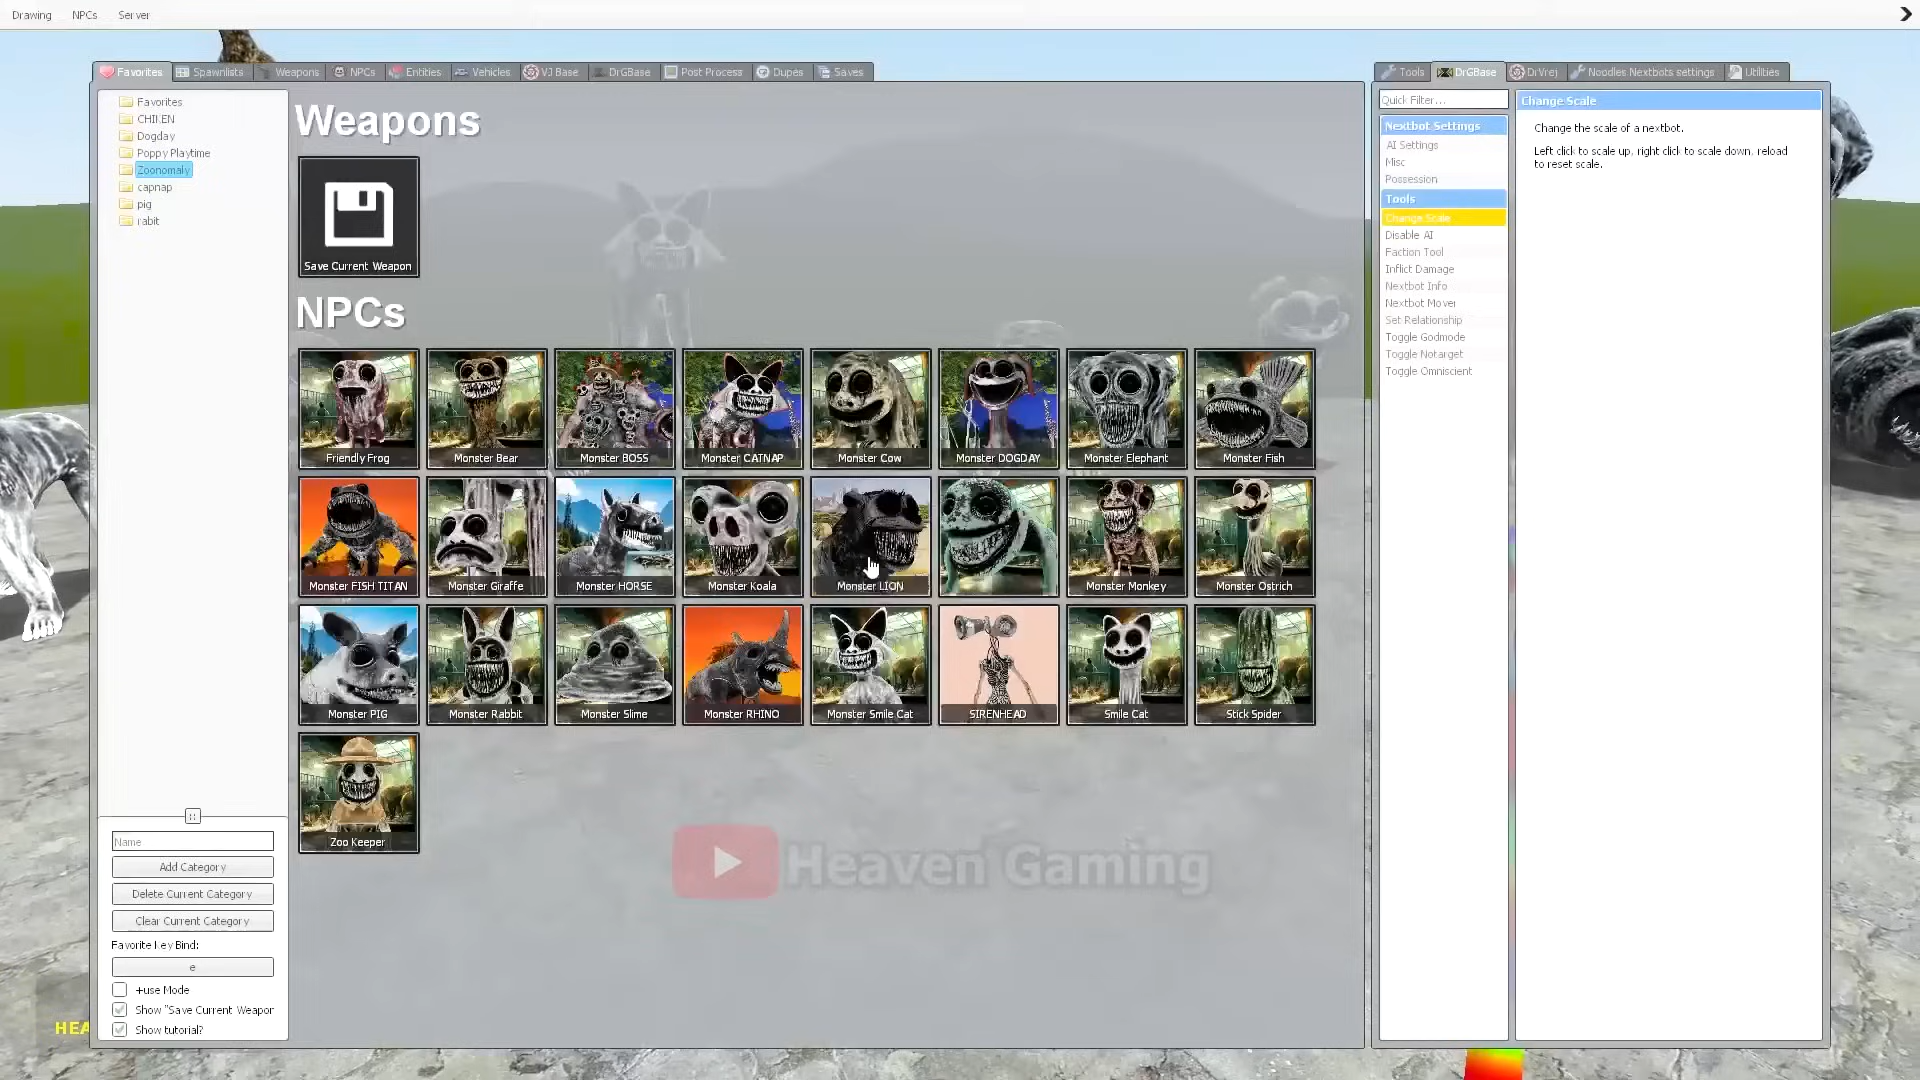 Drawing NPCs Server
Favorites Spawnlists Weapons NPCs Entities Vehicles VJ Base DrGBase Post Process Dupes Saves
Tools DrGBase DrVrej Noodles Nextbots settings Utilities
Favorites
CHILEN
Dogday
Poppy Playtime
Zoonomaly
capnap
pig
rabit
Weapons
Save Current Weapon
NPCs
Friendly Frog Monster Bear Monster BOSS Monster CATNAP Monster Cow Monster DOGDAY Monster Elephant Monster Fish
Monster FISH TITAN Monster Giraffe Monster HORSE Monster Koala Monster LION Monster Monkey Monster Ostrich
Monster PIG Monster Rabbit Monster Slime Monster RHINO Monster Smile Cat SIRENHEAD Smile Cat Stick Spider
Zoo Keeper
Heaven Gaming
Name
Add Category
Delete Current Category
Clear Current Category
Favorite Key Bind:
e
+use Mode
Show "Save Current Weapor
Show tutorial?
HEA
Quick Filter...
Nextbot Settings
AI Settings
Misc
Possession
Tools
Change Scale
Disable AI
Faction Tool
Inflict Damage
Nextbot Info
Nextbot Mover
Set Relationship
Toggle Godmode
Toggle Notarget
Toggle Omniscient
Change Scale
Change the scale of a nextbot.
Left click to scale up, right click to scale down, reload
to reset scale.